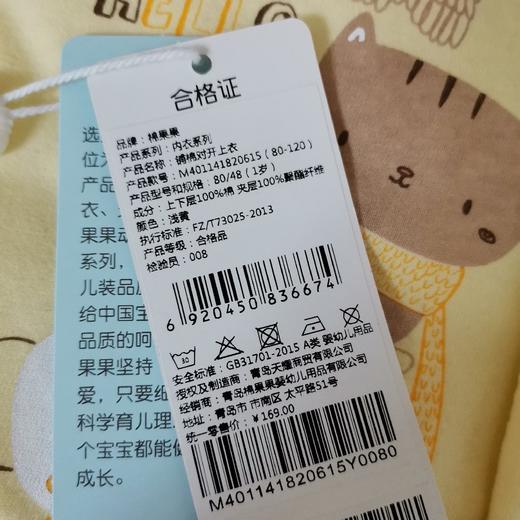 HELLO
合格证
品牌：棉果果
产品系列：内衣系列
产品名称：铺棉对开上衣
产品款号：M401141820615（80-120）
产品型号和规格：80/48（1岁）
成分：上下层100%棉 夹层100%聚酯纤维
颜色：浅黄
执行标准：FZ/T73025-2013
产品等级：合格品
检验员：008
6 920450 836674
30
安全标准：GB31701-2015 A类 婴幼儿用品
授权及制造商：青岛天耀商贸有限公司
经销商：青岛棉果果婴幼儿用品有限公司
地址：青岛市 市南区 太平路51号
统一零售价：￥169.00
M401141820615Y0080
选
位为
产品
衣、
果果动
系列，
儿装品质
给中国宝
品质的呵
果果坚持
爱，只要细
科学育儿理
个宝宝都能健
成长。